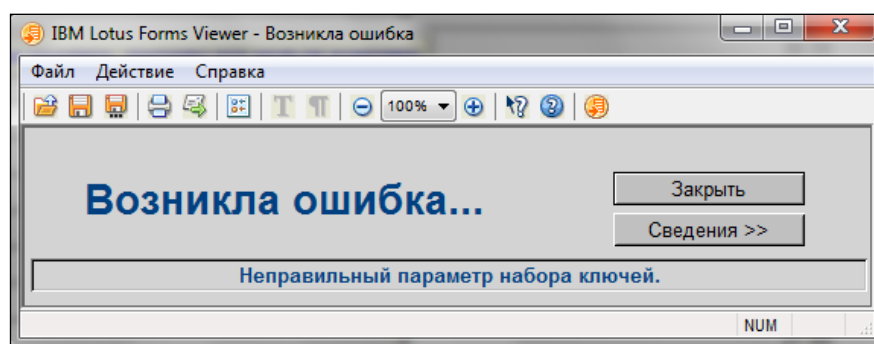 IBM Lotus Forms Viewer - Возникла ошибка
Файл Действие Справка
100%
Возникла ошибка...
Закрыть
Сведения >>
Неправильный параметр набора ключей.
NUM